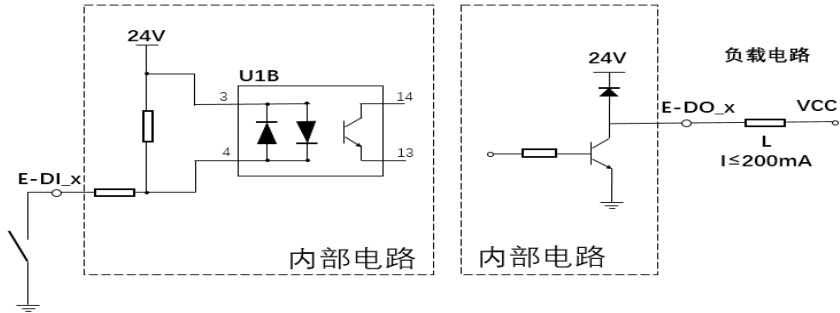 24V
U1B
3
14
4
13
E-DI_x
内部电路
24V
负载电路
E-DO_x
VCC
L
I≤200mA
内部电路